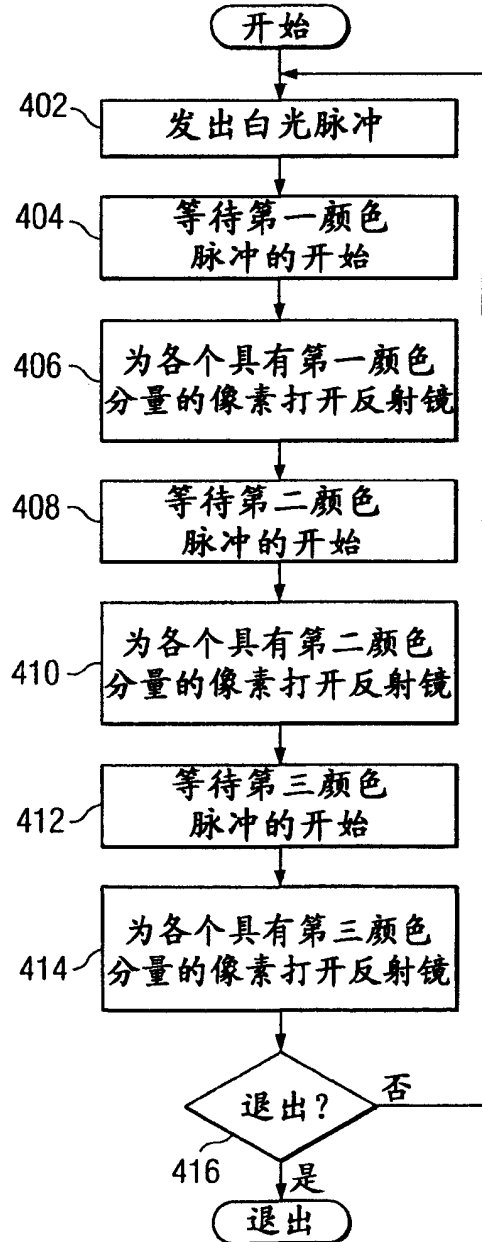 开始
402
发出白光脉冲
404
等待第一颜色
脉冲的开始
406
为各个具有第一颜色
分量的像素打开反射镜
408
等待第二颜色
脉冲的开始
410
为各个具有第二颜色
分量的像素打开反射镜
412
等待第三颜色
脉冲的开始
414
为各个具有第三颜色
分量的像素打开反射镜
退出?
否
416
是
退出